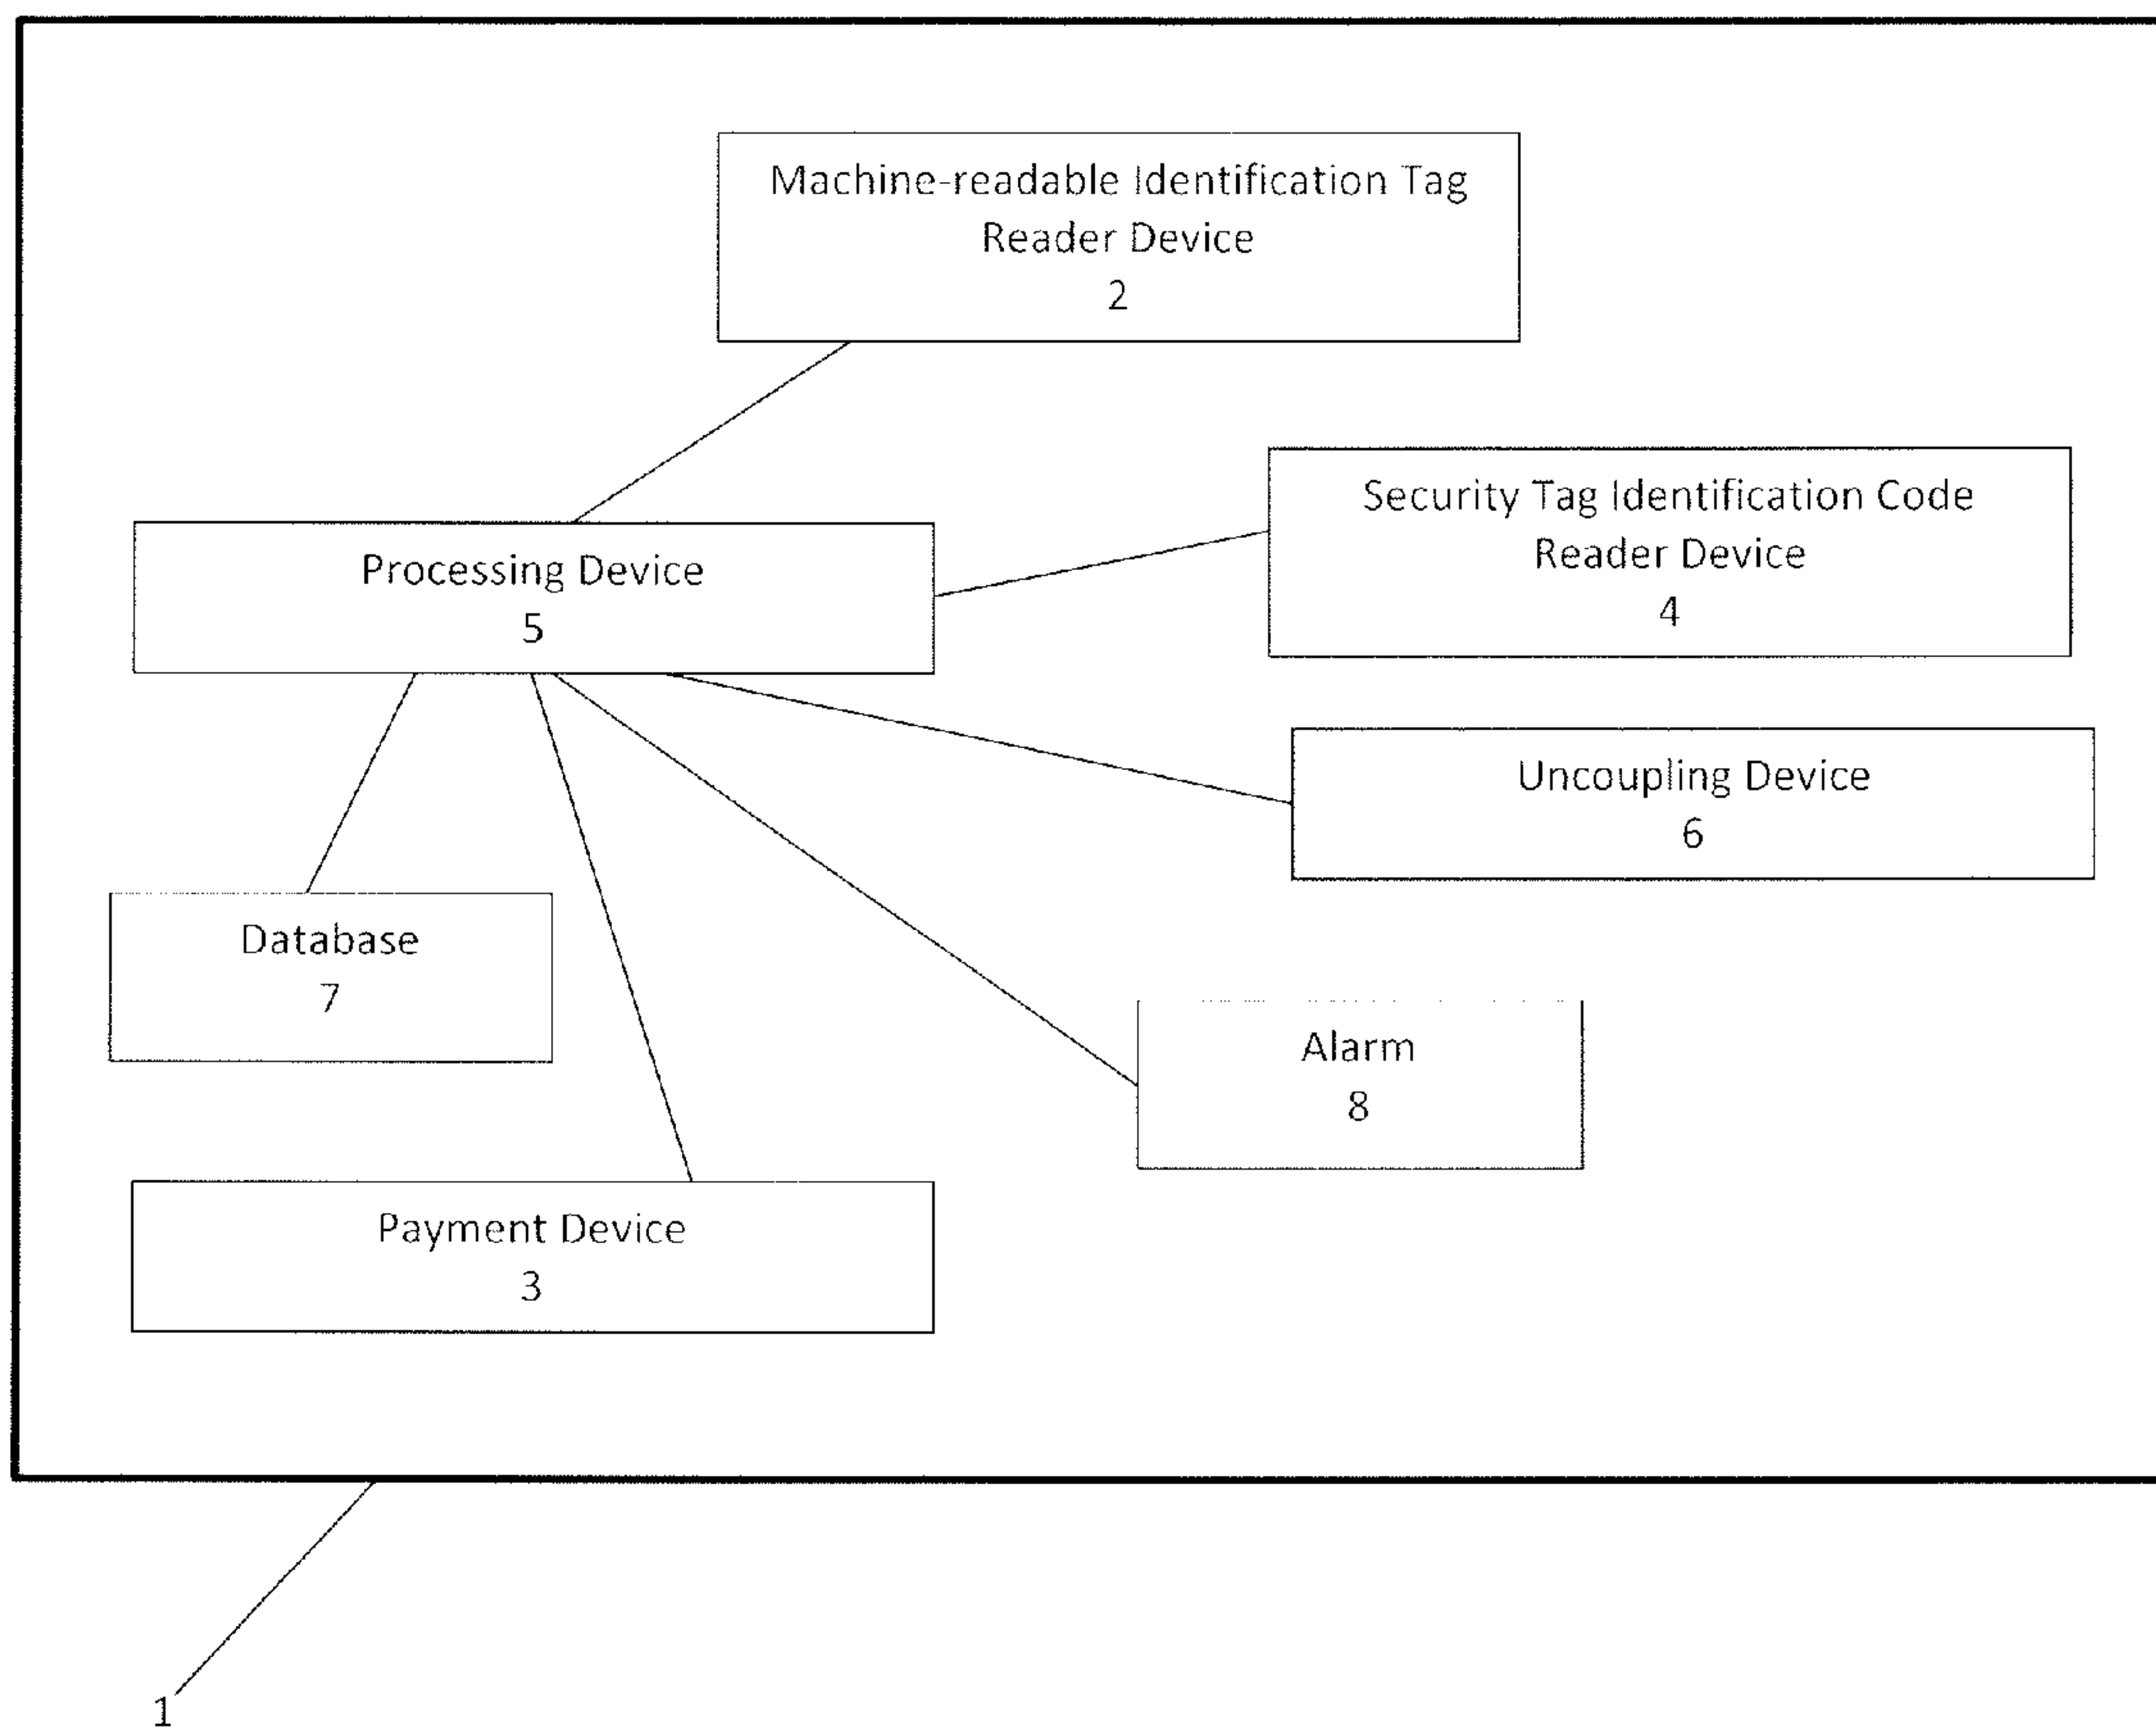 Machine-readable Identification Tag
Reader Device
2
Security Tag Identification Code
Reader Device
4
Processing Device
5
Uncoupling Device
6
Database
7
Alarm
8
Payment Device
3
1